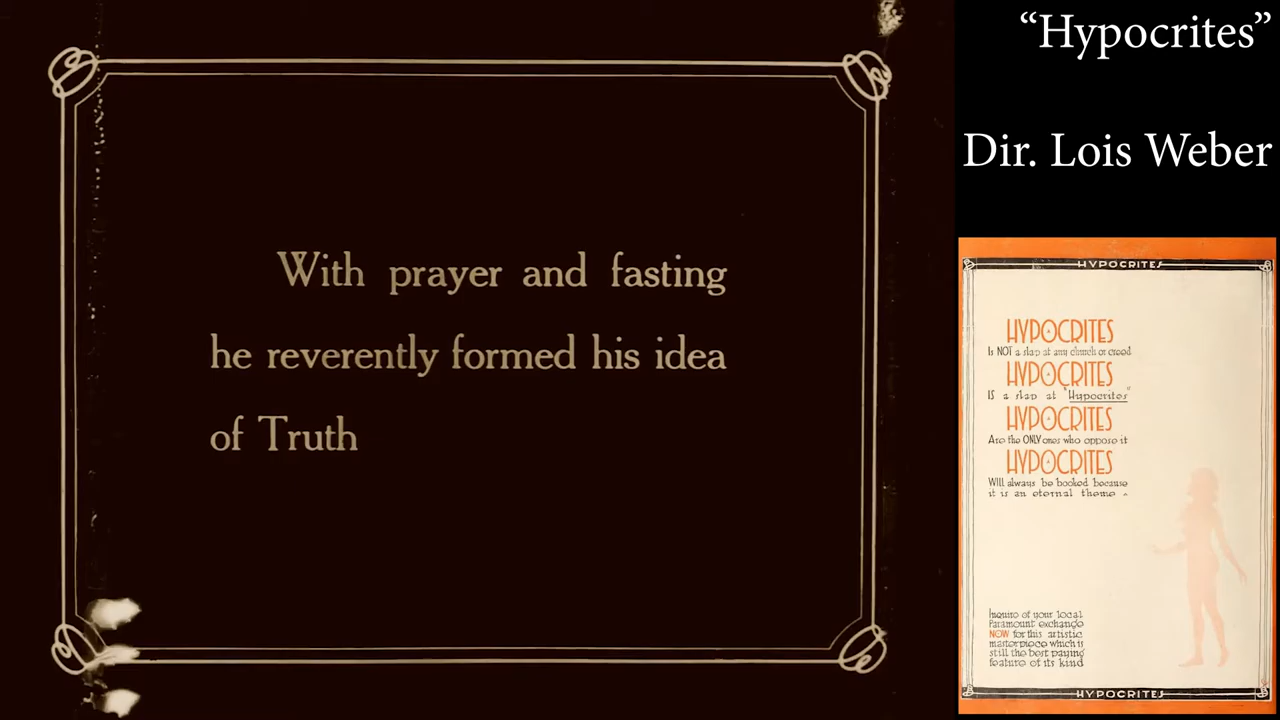 With prayer and fasting
he reverently formed his idea
of Truth
“Hypocrites”
Dir. Lois Weber
HYPOCRITES
HYPOCRITES
Is NOT a slap at any church or creed
HYPOCRITES
IS a slap at "Hypocrites"
HYPOCRITES
Are the ONLY ones who oppose it
HYPOCRITES
WILL always be booked because
it is an eternal theme
Inquire of your local
Paramount exchange
NOW for this artistic
masterpiece which is
still the best paying
feature of its kind
HYPOCRITES